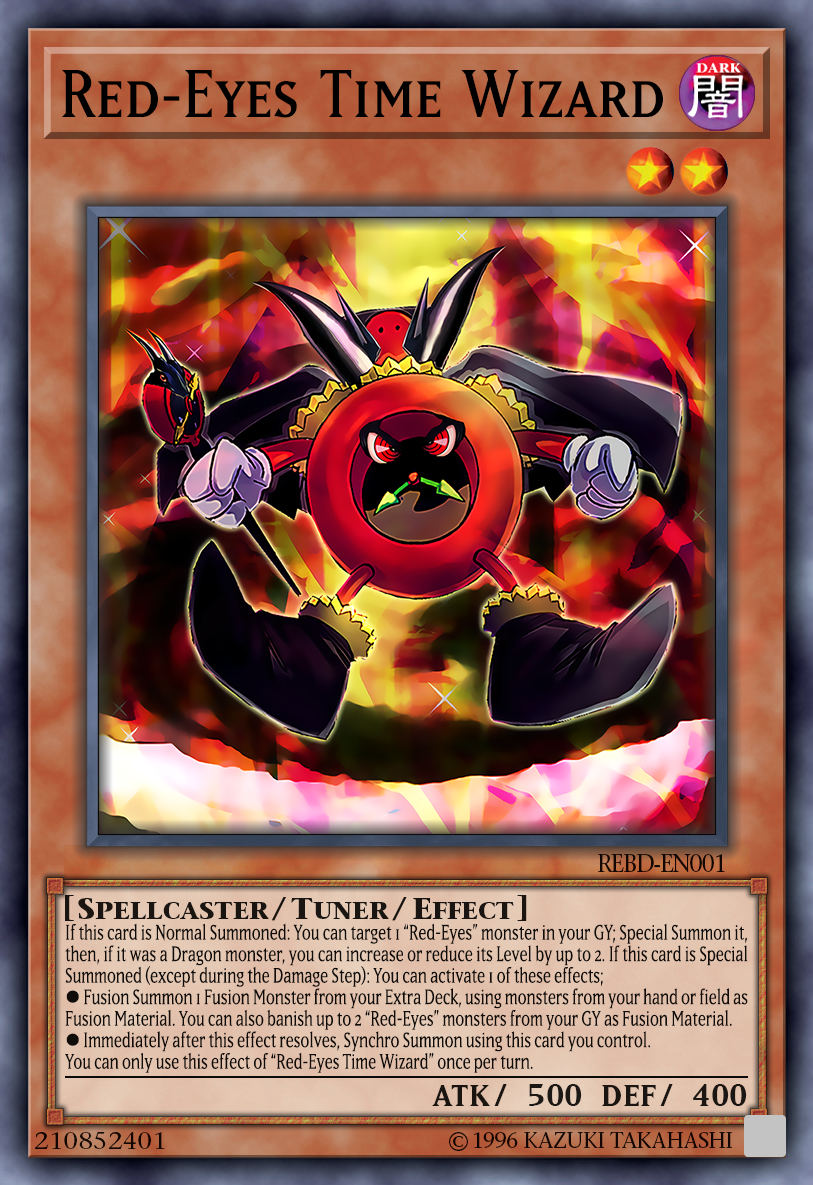 Red-Eyes Time Wizard
DARK
闇
REBD-EN001
[Spellcaster/Tuner/Effect]
If this card is Normal Summoned: You can target 1 “Red-Eyes” monster in your GY; Special Summon it,
then, if it was a Dragon monster, you can increase or reduce its Level by up to 2. If this card is Special
Summoned (except during the Damage Step): You can activate 1 of these effects;
● Fusion Summon 1 Fusion Monster from your Extra Deck, using monsters from your hand or field as
Fusion Material. You can also banish up to 2 “Red-Eyes” monsters from your GY as Fusion Material.
● Immediately after this effect resolves, Synchro Summon using this card you control.
You can only use this effect of “Red-Eyes Time Wizard” once per turn.
ATK/ 500 DEF/ 400
210852401
© 1996 KAZUKI TAKAHASHI